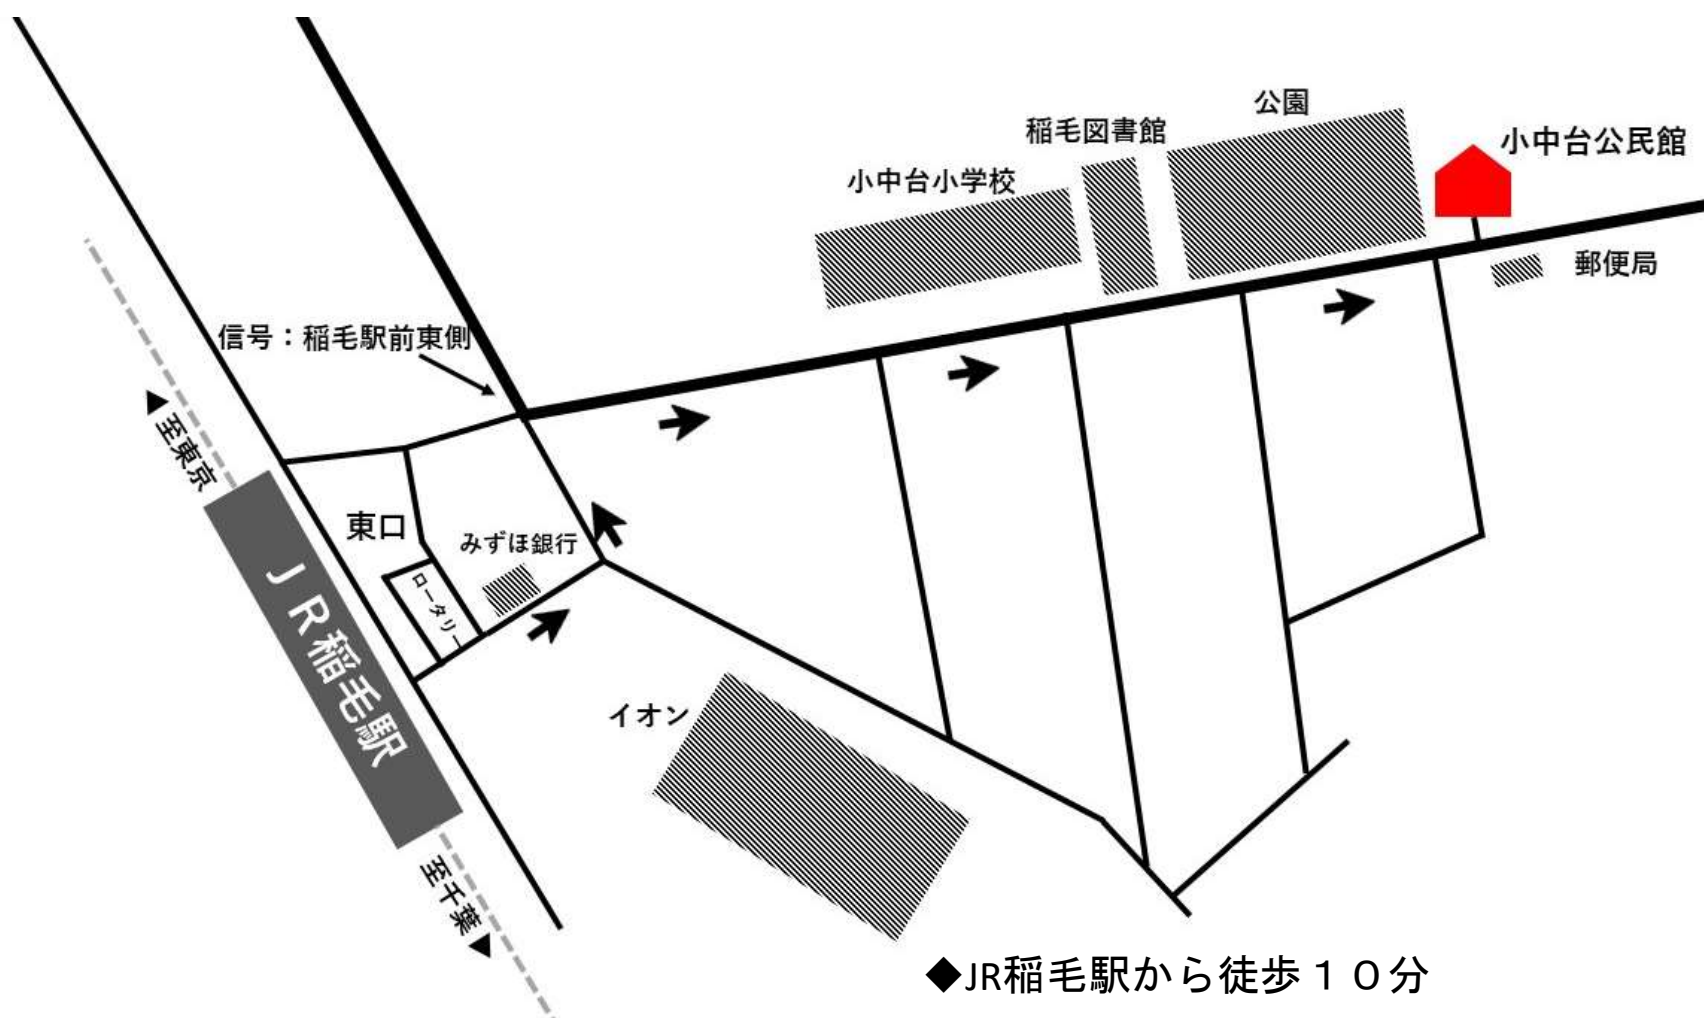 公園
稲毛図書館
小中台公民館
小中台小学校
郵便局
信号：稲毛駅前東側
▲至東京
東口
みずほ銀行
ロータリー
ＪＲ稲毛駅
イオン
至千葉▼
◆JR稲毛駅から徒歩１０分